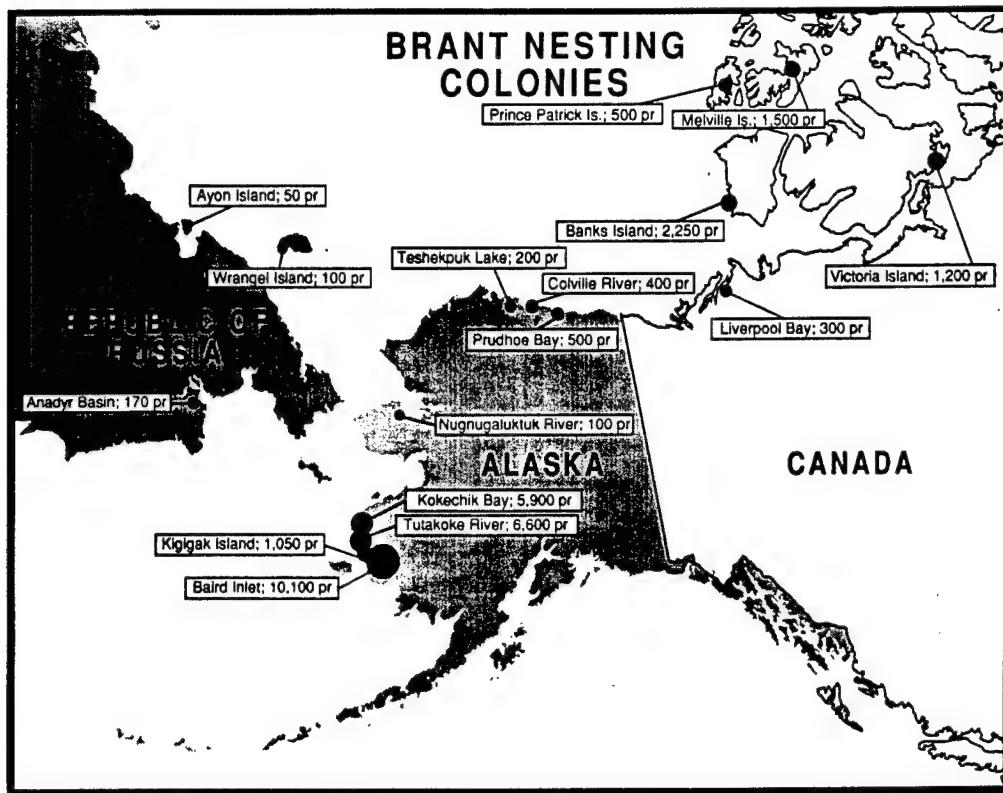 BRANT NESTING
COLONIES
Prince Patrick Is.; 500 pr
Melville Is.; 1,500 pr
Ayon Island; 50 pr
Banks Island; 2,250 pr
Wrangel Island; 100 pr
Teshekpuk Lake; 200 pr
Colville River; 400 pr
Victoria Island; 1,200 pr
REPUBLIC OF
RUSSIA
Prudhoe Bay; 500 pr
Liverpool Bay; 300 pr
Anadyr Basin; 170 pr
Nugnugaluktuk River; 100 pr
ALASKA
CANADA
Kokechik Bay; 5,900 pr
Tutakoke River; 6,600 pr
Kigigak Island; 1,050 pr
Baird Inlet; 10,100 pr